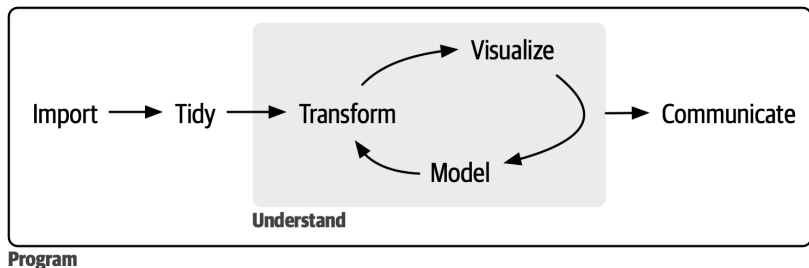 Visualize
Import
Tidy
Transform
Communicate
Model
Understand
Program